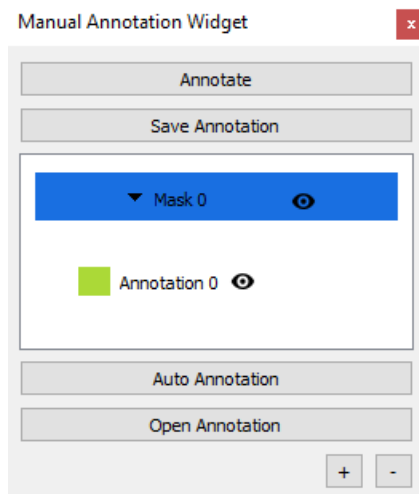 Manual Annotation Widget x
Annotate
Save Annotation
Mask 0
Annotation 0
Auto Annotation
Open Annotation
+ -